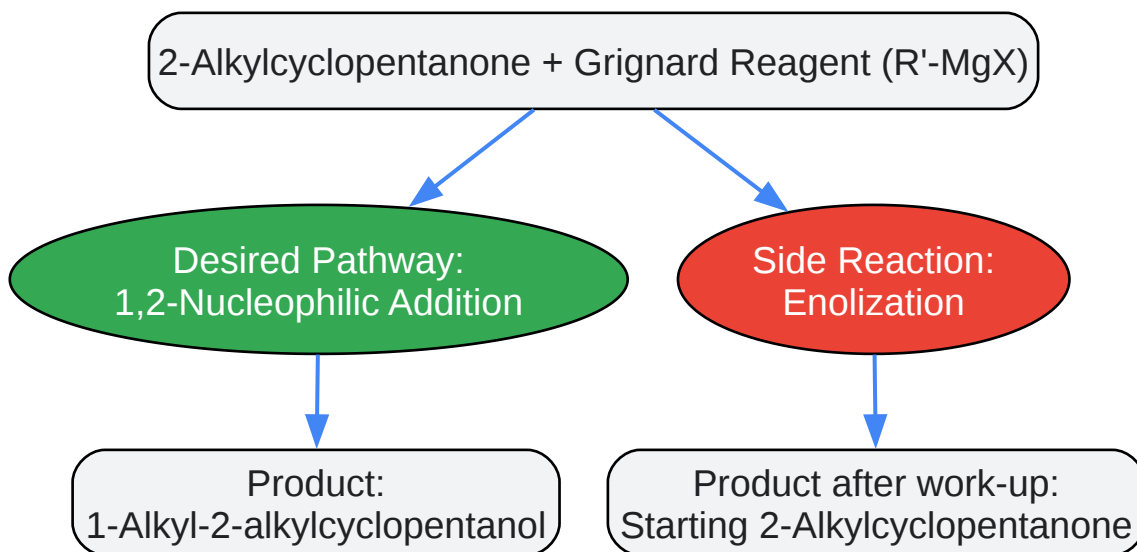 2-Alkylcyclopentanone + Grignard Reagent (R'-MgX)
Desired Pathway:
1,2-Nucleophilic Addition
Side Reaction:
Enolization
Product:
1-Alkyl-2-alkylcyclopentanol
Product after work-up:
Starting 2-Alkylcyclopentanone